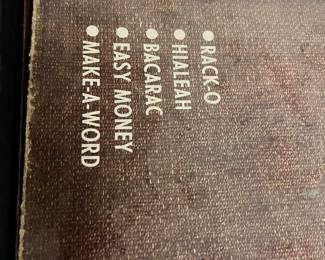 ● RACK-O
● HIALEAH
● BACARAC
● EASY MONEY
● MAKE-A-WORD